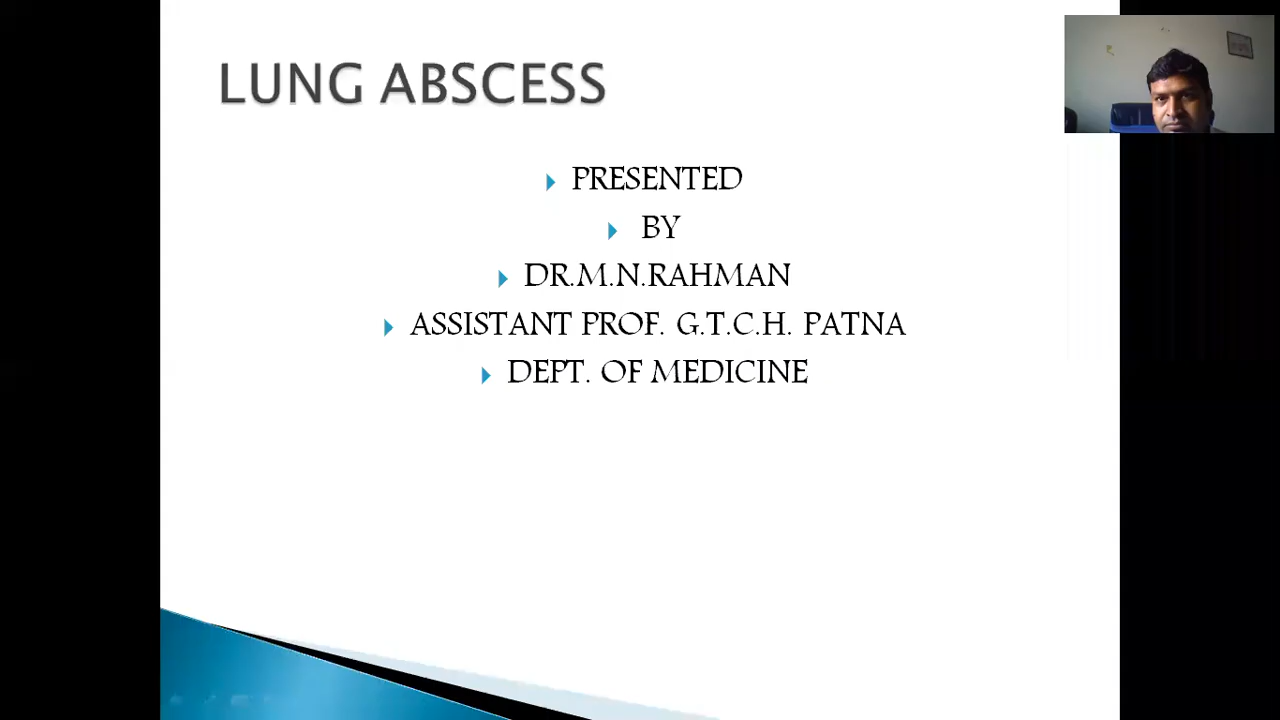 LUNG ABSCESS
PRESENTED
BY
DR.M.N.RAHMAN
ASSISTANT PROF. G.T.C.H. PATNA
DEPT. OF MEDICINE